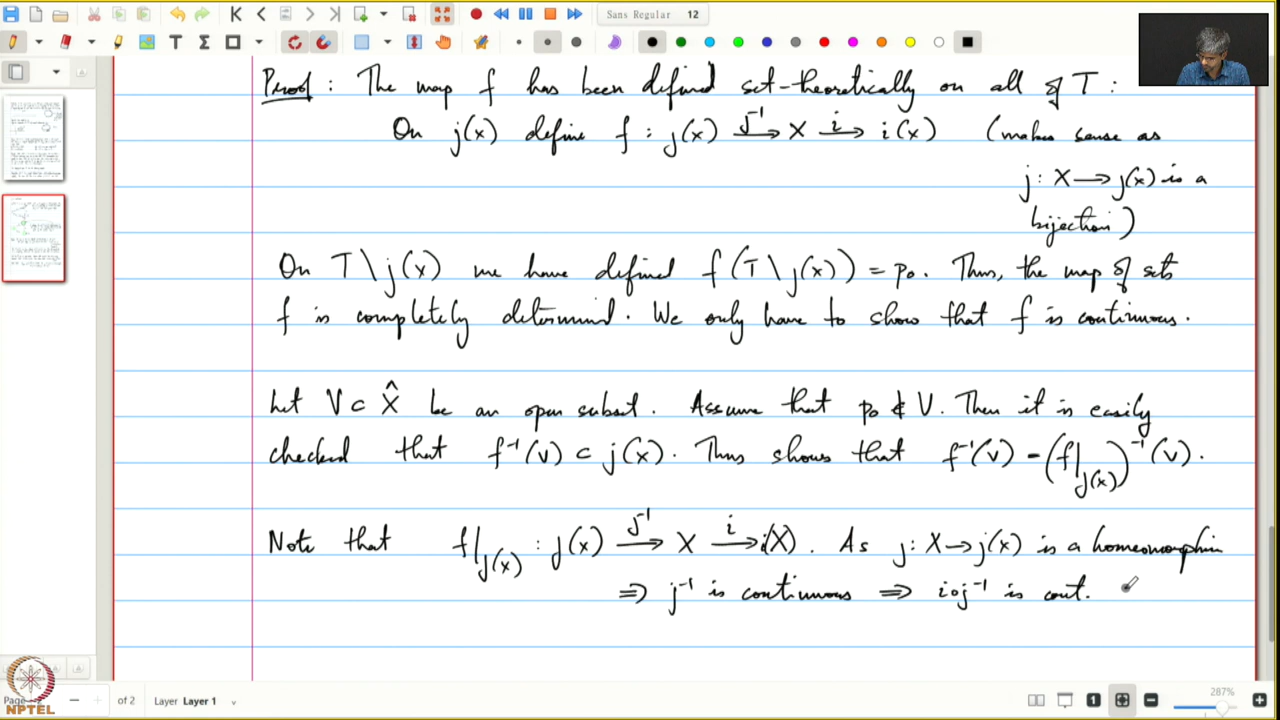 Sans Regular 12
Proof : The map f has been defined set-theoretically on all of T :
On j(X) define f : j(X) —j⁻¹→ X —i→ i(X) (makes sense as
j : X → j(X) is a
bijection)
On T \ j(X) we have defined f(T \ j(X)) = p₀. Thus, the map of sets
f is completely determind. We only have to show that f is continuous.
Let V ⊂ X̂ be an open subset. Assume that p₀ ∉ V. Then it is easily
checked that f⁻¹(V) ⊂ j(X). Thus shows that f⁻¹(V) = (f|j(X))⁻¹(V).
Note that f|j(X) : j(X) —j⁻¹→ X —i→ i(X). As j : X → j(X) is a homeomorphism
⇒ j⁻¹ is continuous ⇒ i∘j⁻¹ is cont.
NPTEL
Page
of 2
Layer Layer 1
287%